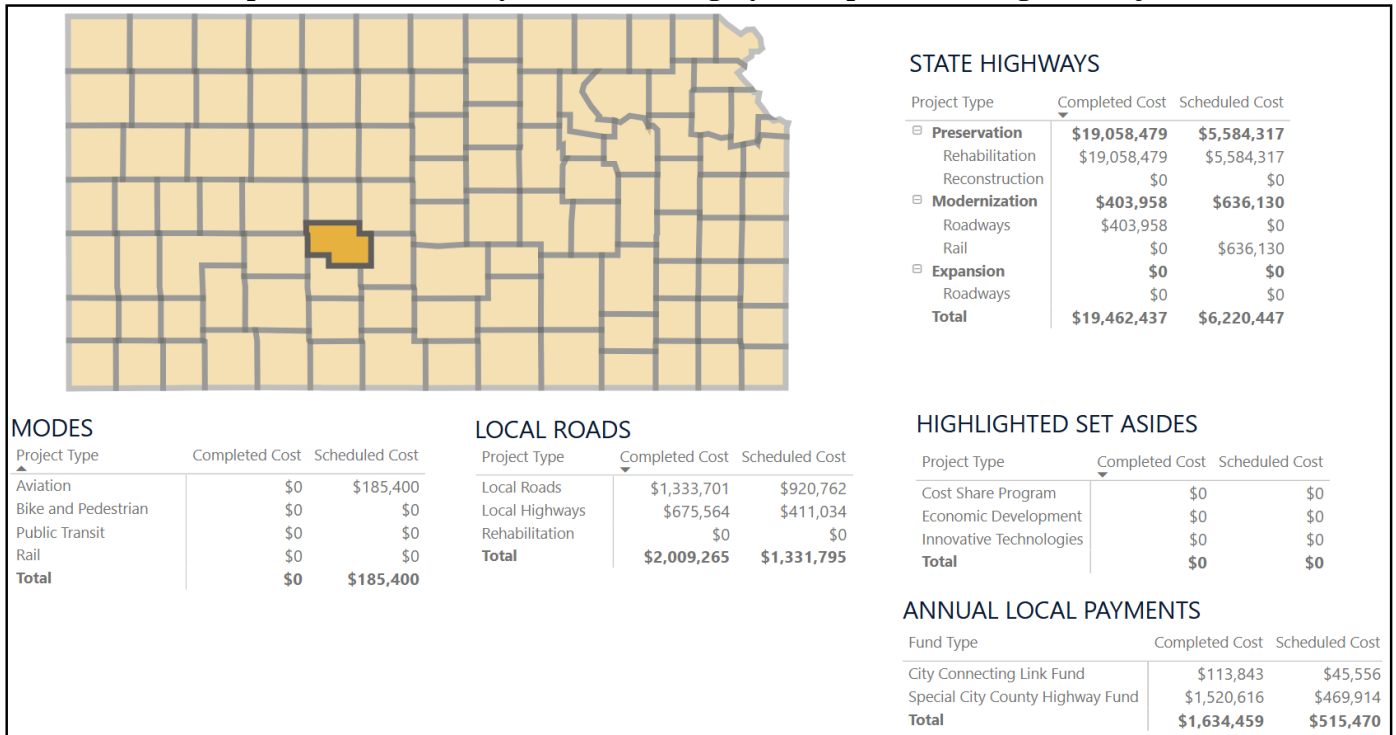 STATE HIGHWAYS
Project Type Completed Cost Scheduled Cost
Preservation $19,058,479 $5,584,317
Rehabilitation $19,058,479 $5,584,317
Reconstruction $0 $0
Modernization $403,958 $636,130
Roadways $403,958 $0
Rail $0 $636,130
Expansion $0 $0
Roadways $0 $0
Total $19,462,437 $6,220,447
MODES
Project Type Completed Cost Scheduled Cost
Aviation $0 $185,400
Bike and Pedestrian $0 $0
Public Transit $0 $0
Rail $0 $0
Total $0 $185,400
LOCAL ROADS
Project Type Completed Cost Scheduled Cost
Local Roads $1,333,701 $920,762
Local Highways $675,564 $411,034
Rehabilitation $0 $0
Total $2,009,265 $1,331,795
HIGHLIGHTED SET ASIDES
Project Type Completed Cost Scheduled Cost
Cost Share Program $0 $0
Economic Development $0 $0
Innovative Technologies $0 $0
Total $0 $0
ANNUAL LOCAL PAYMENTS
Fund Type Completed Cost Scheduled Cost
City Connecting Link Fund $113,843 $45,556
Special City County Highway Fund $1,520,616 $469,914
Total $1,634,459 $515,470